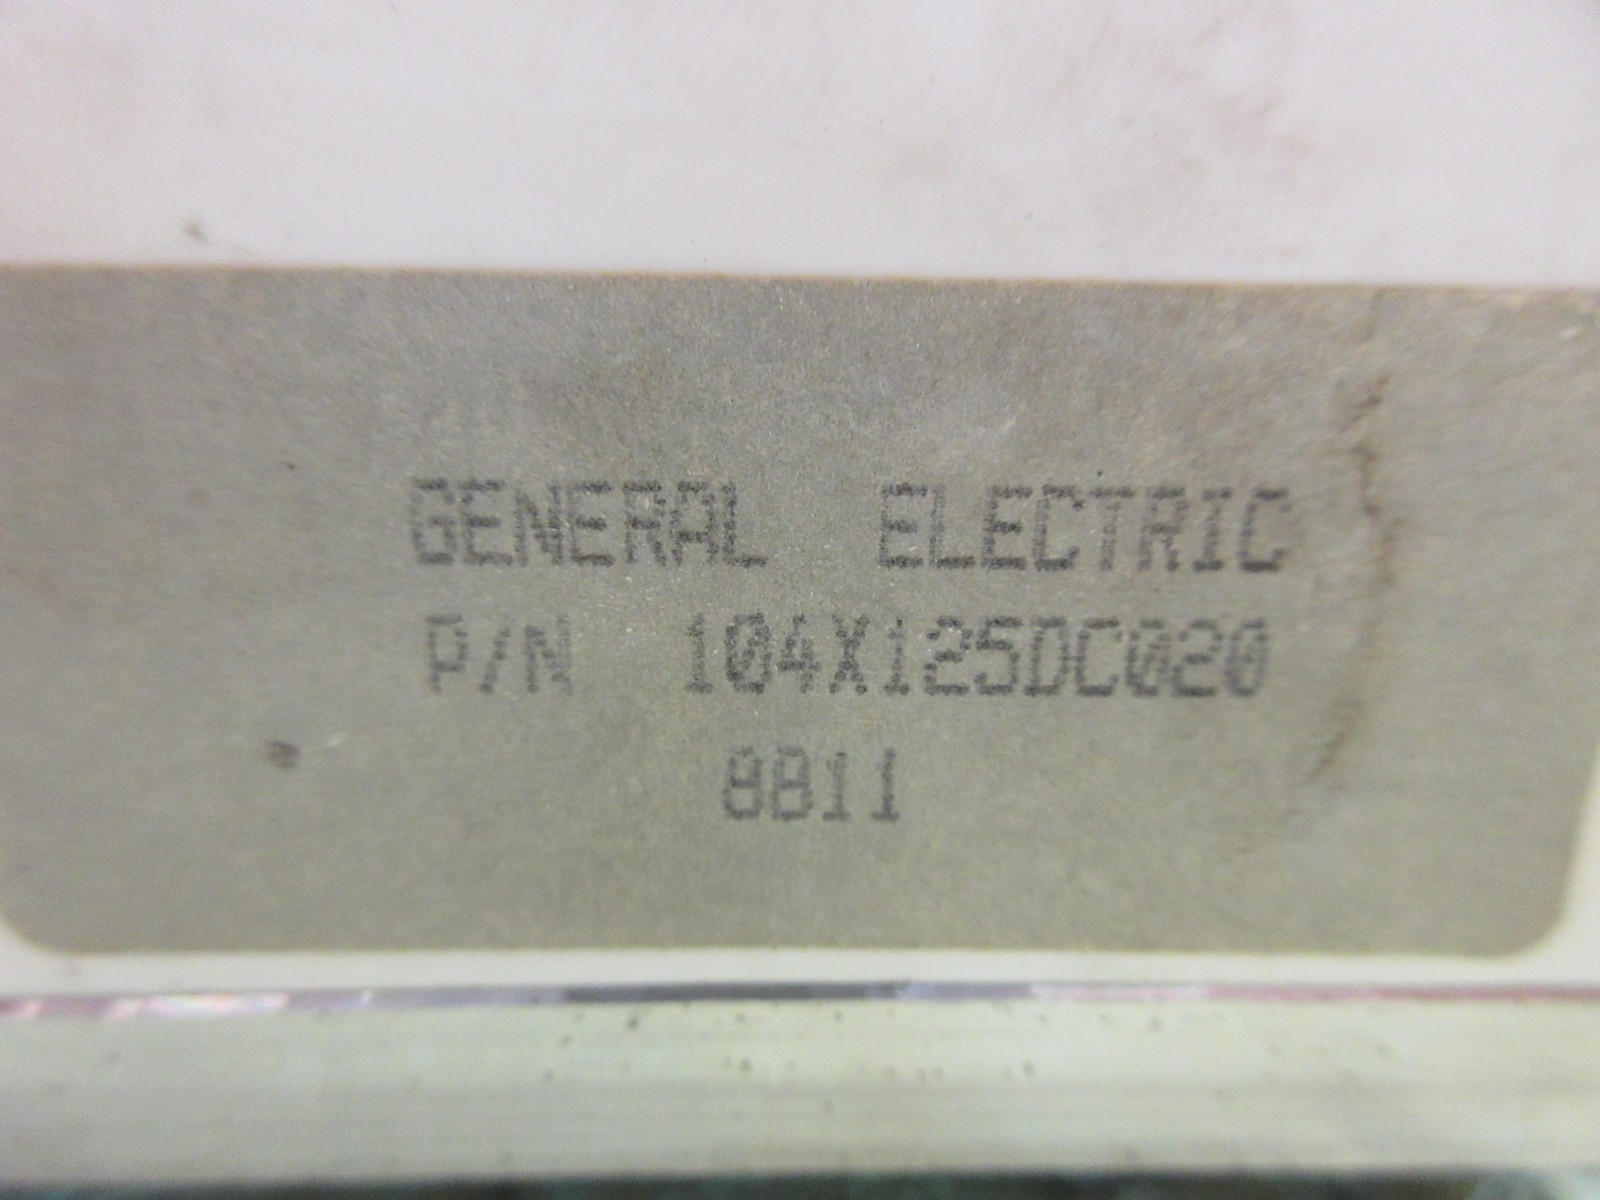 GENERAL ELECTRIC
P/N 104X125DC020
8811